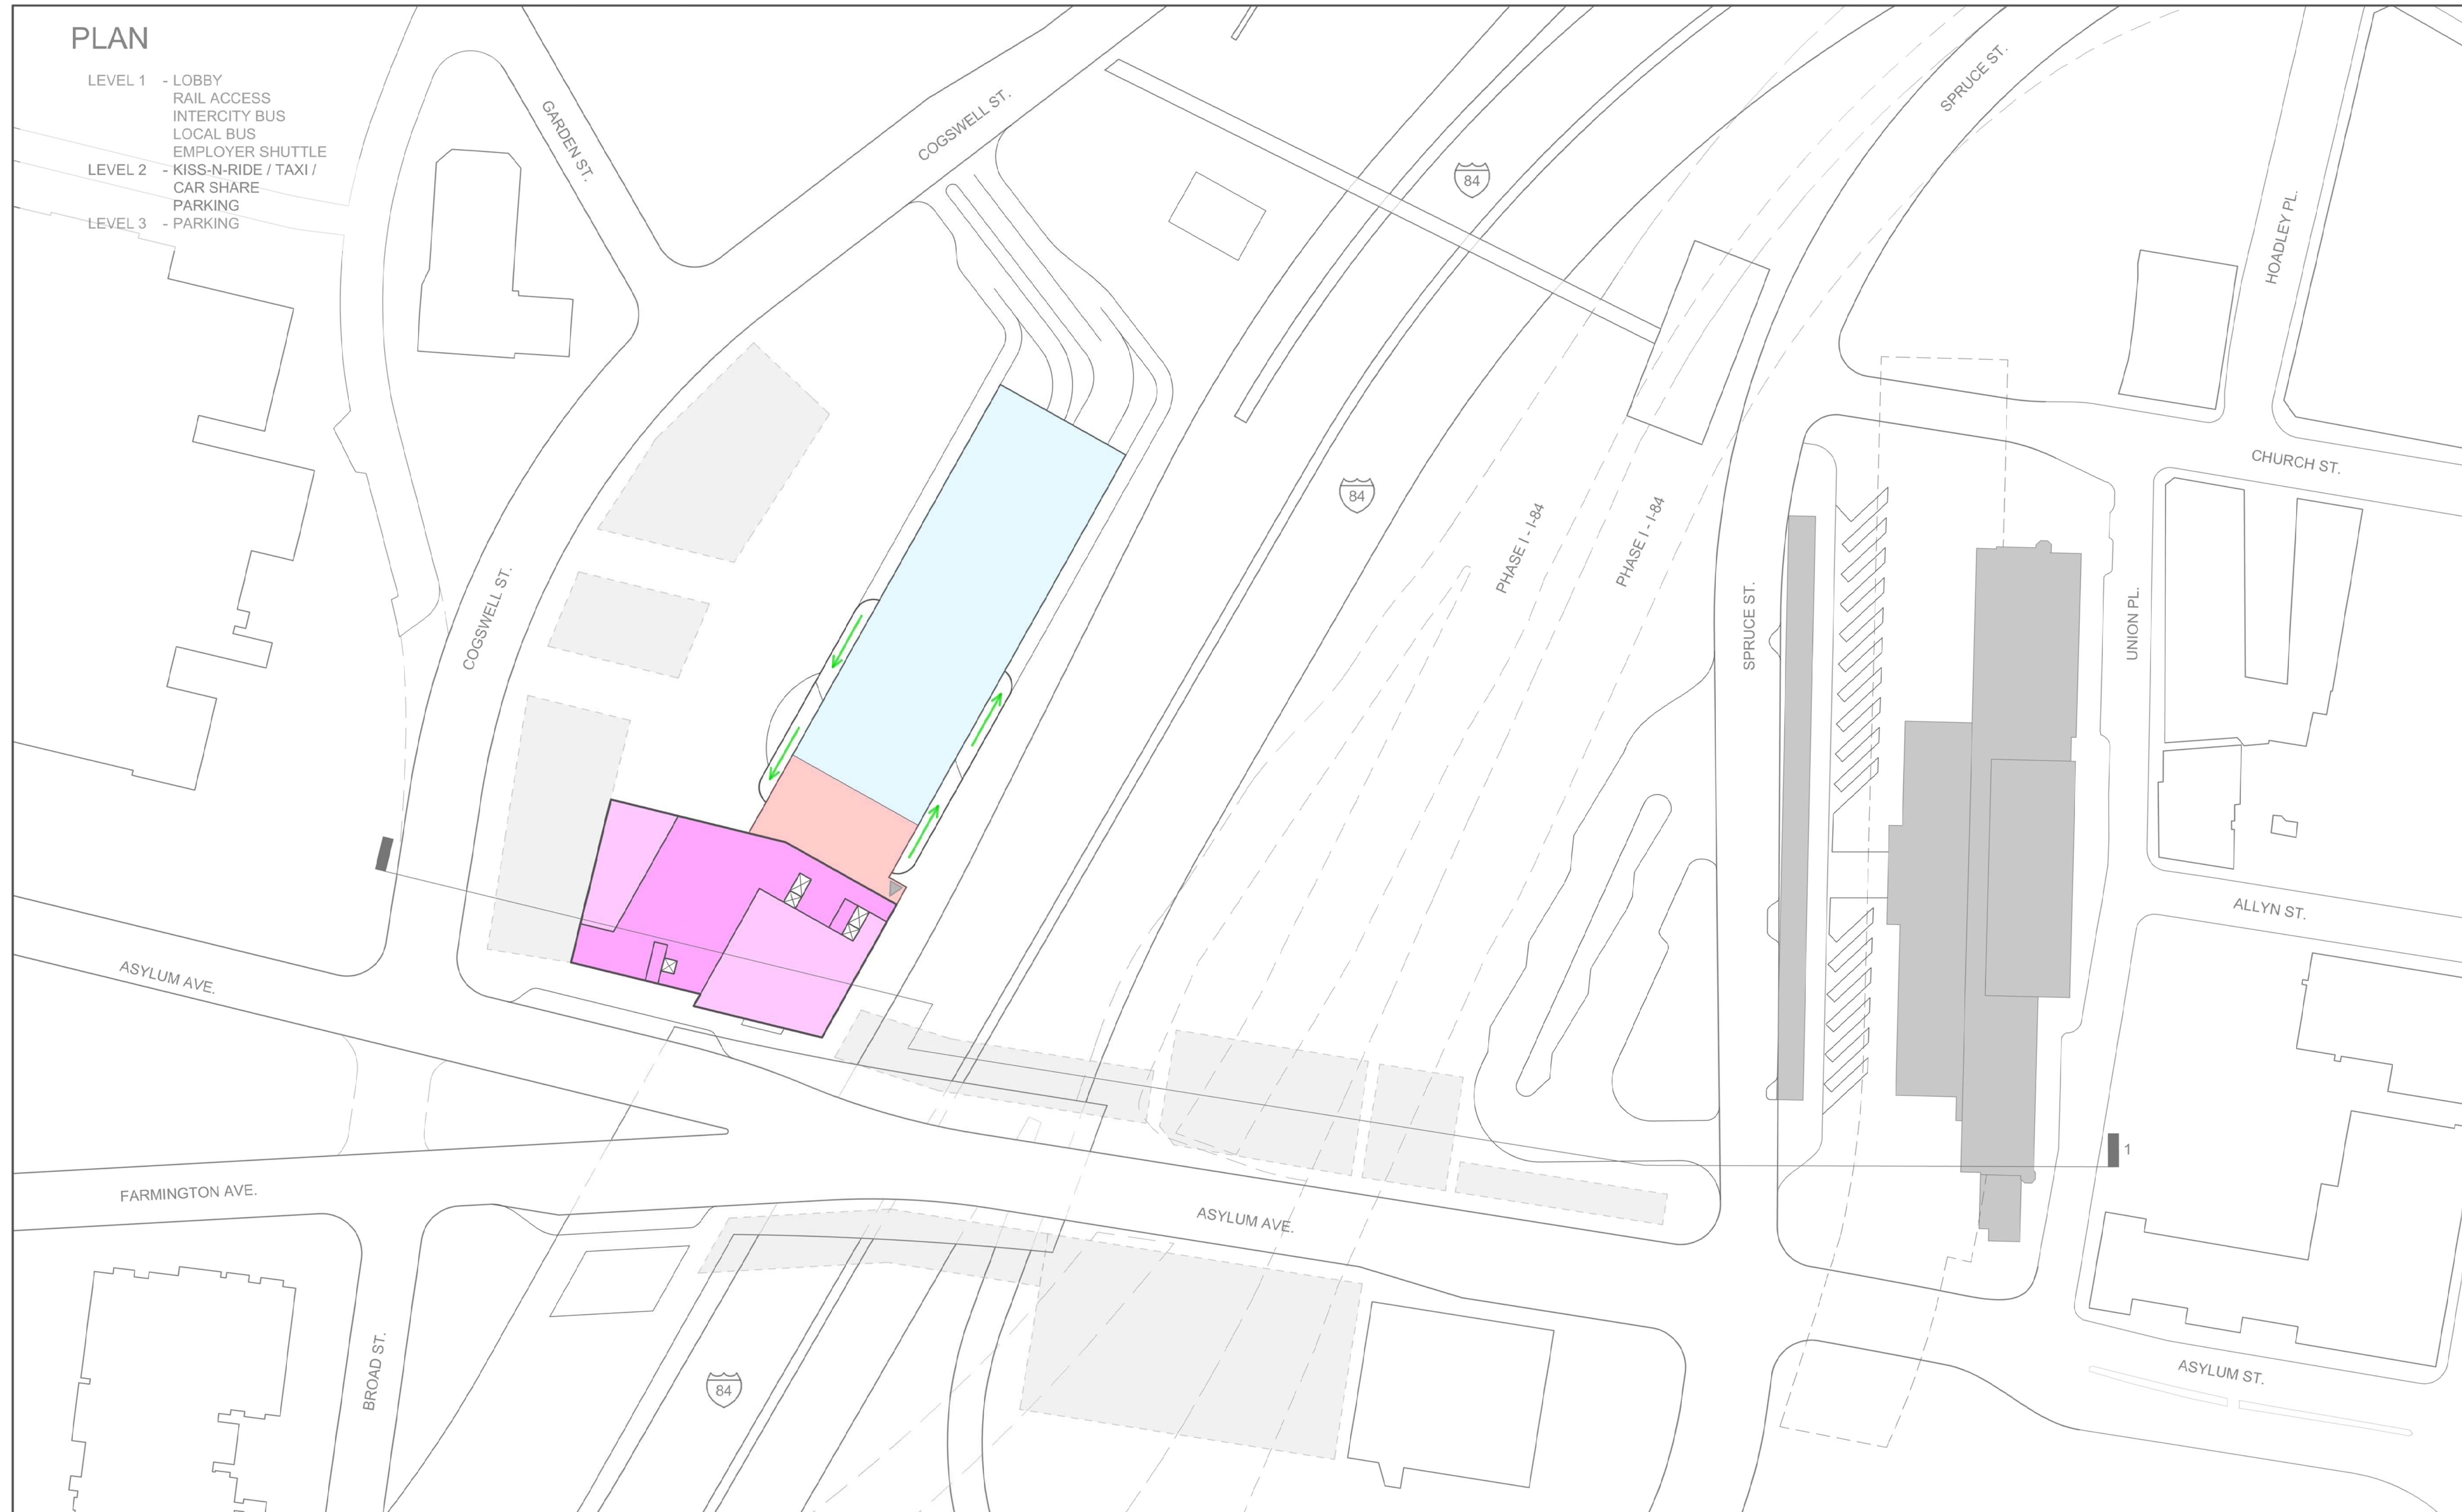 PLAN
LEVEL 1 - LOBBY
RAIL ACCESS
INTERCITY BUS
LOCAL BUS
EMPLOYER SHUTTLE
LEVEL 2 - KISS-N-RIDE / TAXI /
CAR SHARE
PARKING
LEVEL 3 - PARKING
GARDEN ST.
COGSWELL ST.
SPRUCE ST.
84
HOADLEY PL.
84
CHURCH ST.
PHASE I - I-84
PHASE I - I-84
COGSWELL ST.
SPRUCE ST.
UNION PL.
ALLYN ST.
ASYLUM AVE.
1
FARMINGTON AVE.
ASYLUM AVE.
BROAD ST.
84
ASYLUM ST.